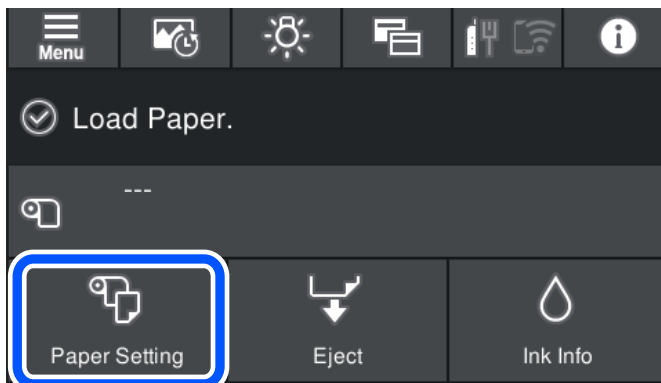 Menu
Load Paper.
---
Paper Setting
Eject
Ink Info